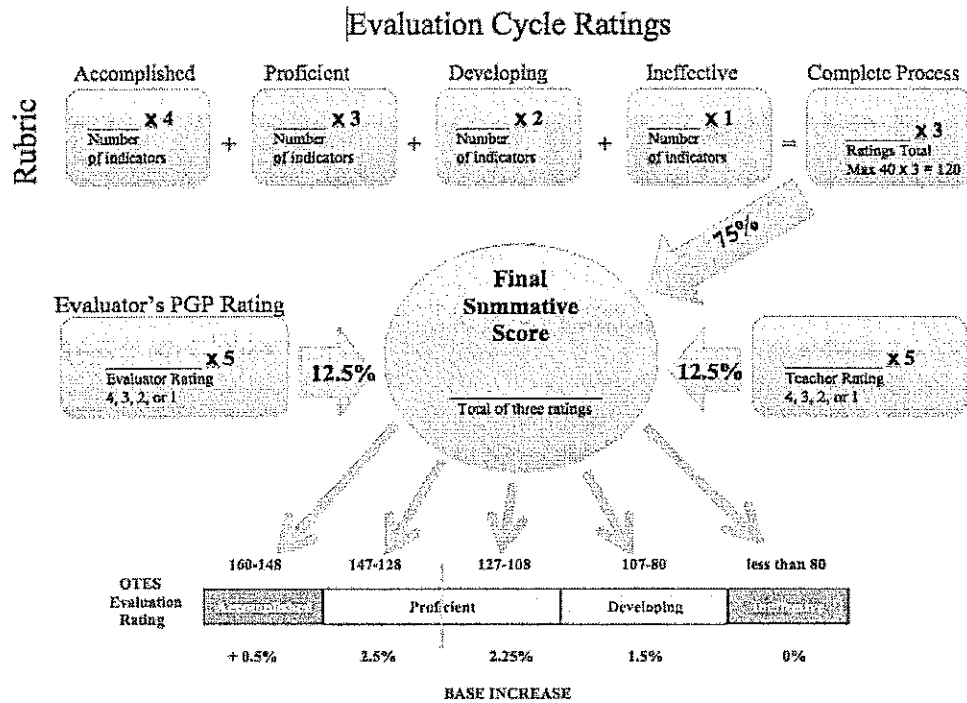 Evaluation Cycle Ratings
Accomplished Proficient Developing Ineffective Complete Process
Rubric
x 4
Number
of indicators
+
x 3
Number
of indicators
+
x 2
Number
of indicators
+
x 1
Number
of indicators
=
x 3
Ratings Total
Max 40 x 3 = 120
75%
Final
Summative
Score
Total of three ratings
Evaluator's PGP Rating
x 5
Evaluator Rating
4, 3, 2, or 1
12.5%
12.5%
x 5
Teacher Rating
4, 3, 2, or 1
160-148 147-128 127-108 107-80 less than 80
OTES
Evaluation
Rating
Proficient Developing
+ 0.5% 2.5% 2.25% 1.5% 0%
BASE INCREASE